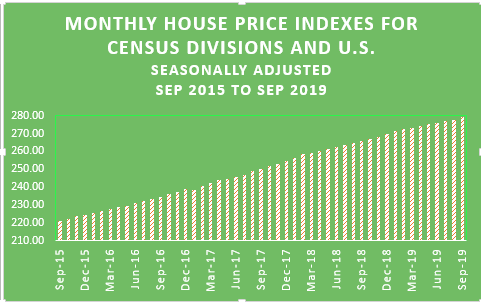 MONTHLY HOUSE PRICE INDEXES FOR
CENSUS DIVISIONS AND U.S.
SEASONALLY ADJUSTED
SEP 2015 TO SEP 2019
280.00
270.00
260.00
250.00
240.00
230.00
220.00
210.00
Sep-15
Dec-15
Mar-16
Jun-16
Sep-16
Dec-16
Mar-17
Jun-17
Sep-17
Dec-17
Mar-18
Jun-18
Sep-18
Dec-18
Mar-19
Jun-19
Sep-19